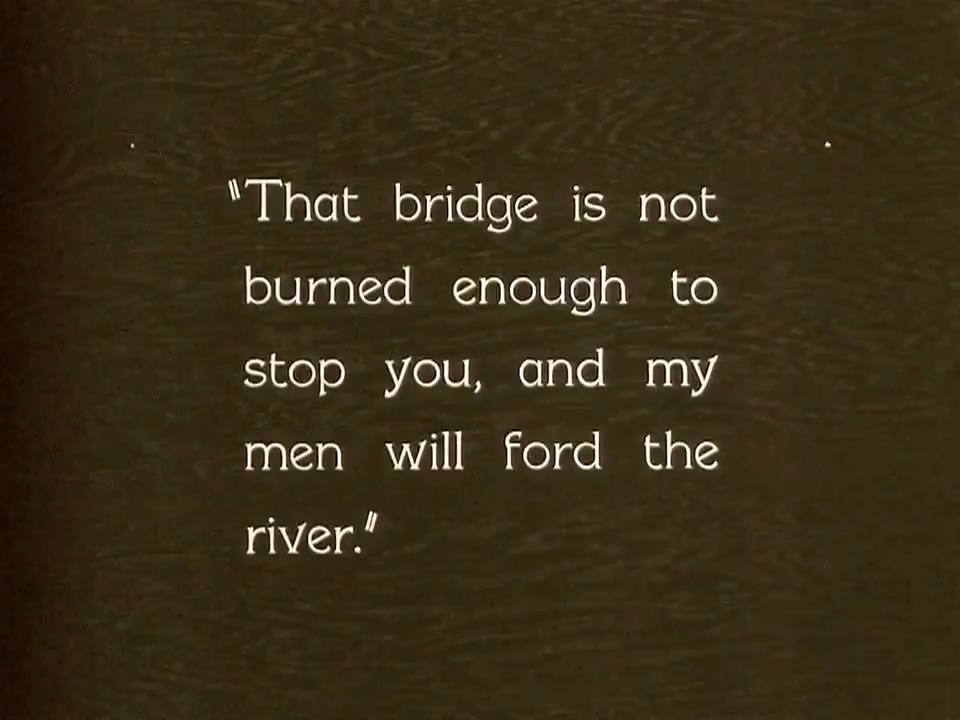 "That bridge is not
burned enough to
stop you, and my
men will ford the
river."